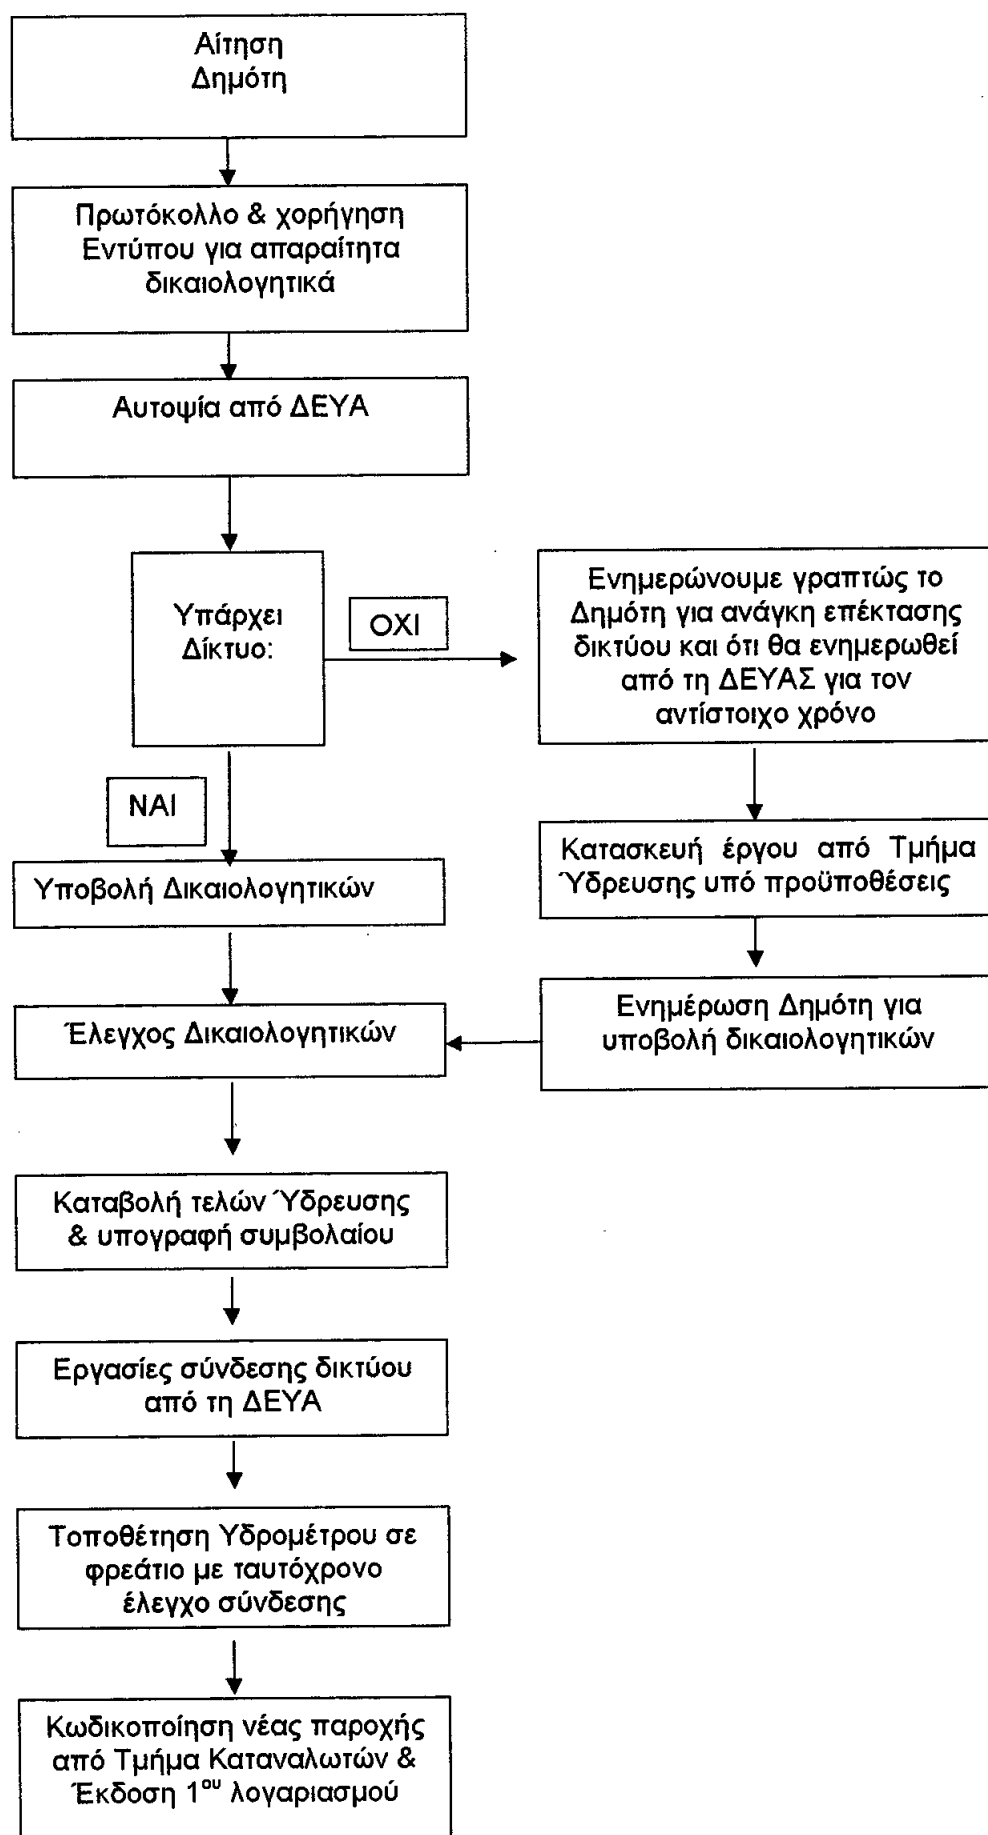 Αίτηση
Δημότη
Πρωτόκολλο & χορήγηση
Εντύπου για απαραίτητα
δικαιολογητικά
Αυτοψία από ΔΕΥΑ
Υπάρχει
Δίκτυο:
ΟΧΙ
Ενημερώνουμε γραπτώς το
Δημότη για ανάγκη επέκτασης
δικτύου και ότι θα ενημερωθεί
από τη ΔΕΥΑΣ για τον
αντίστοιχο χρόνο
ΝΑΙ
Κατασκευή έργου από Τμήμα
Ύδρευσης υπό προϋποθέσεις
Υποβολή Δικαιολογητικών
Ενημέρωση Δημότη για
υποβολή δικαιολογητικών
Έλεγχος Δικαιολογητικών
Καταβολή τελών Ύδρευσης
& υπογραφή συμβολαίου
Εργασίες σύνδεσης δικτύου
από τη ΔΕΥΑ
Τοποθέτηση Υδρομέτρου σε
φρεάτιο με ταυτόχρονο
έλεγχο σύνδεσης
Κωδικοποίηση νέας παροχής
από Τμήμα Καταναλωτών &
Έκδοση 1ου λογαριασμού